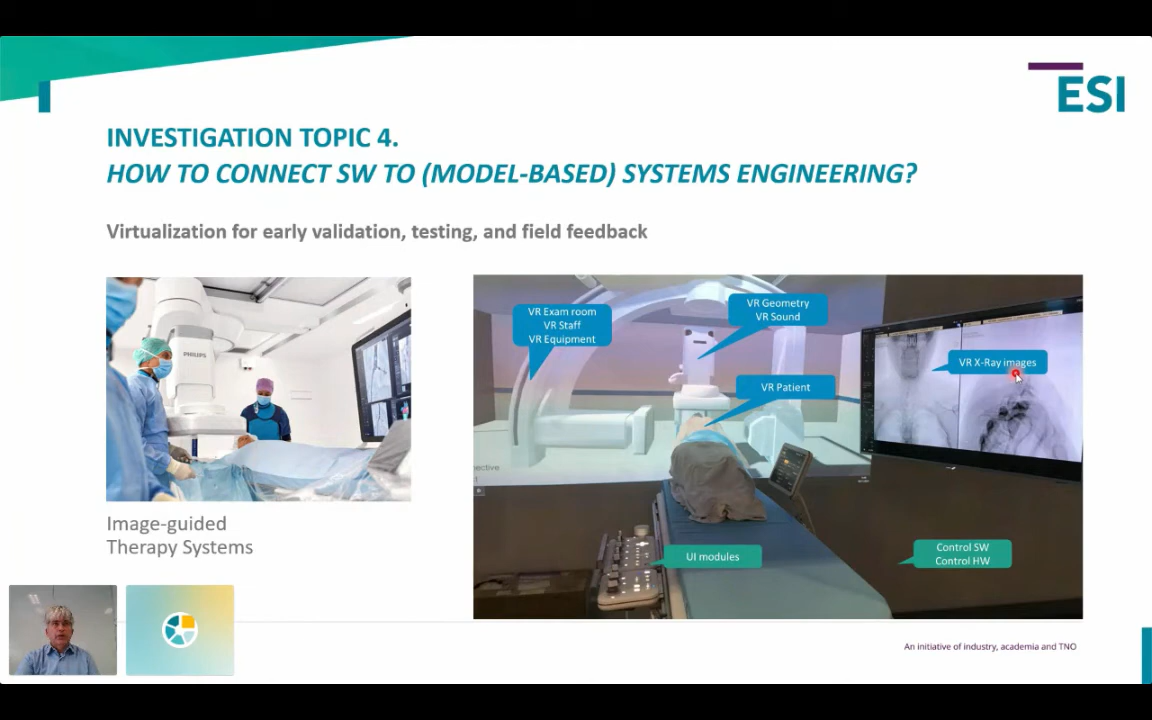 ESI
INVESTIGATION TOPIC 4.
HOW TO CONNECT SW TO (MODEL-BASED) SYSTEMS ENGINEERING?
Virtualization for early validation, testing, and field feedback
PHILIPS
VR Exam room
VR Staff
VR Equipment
VR Geometry
VR Sound
VR X-Ray images
VR Patient
ective
UI modules
Control SW
Control HW
Image-guided
Therapy Systems
An initiative of industry, academia and TNO